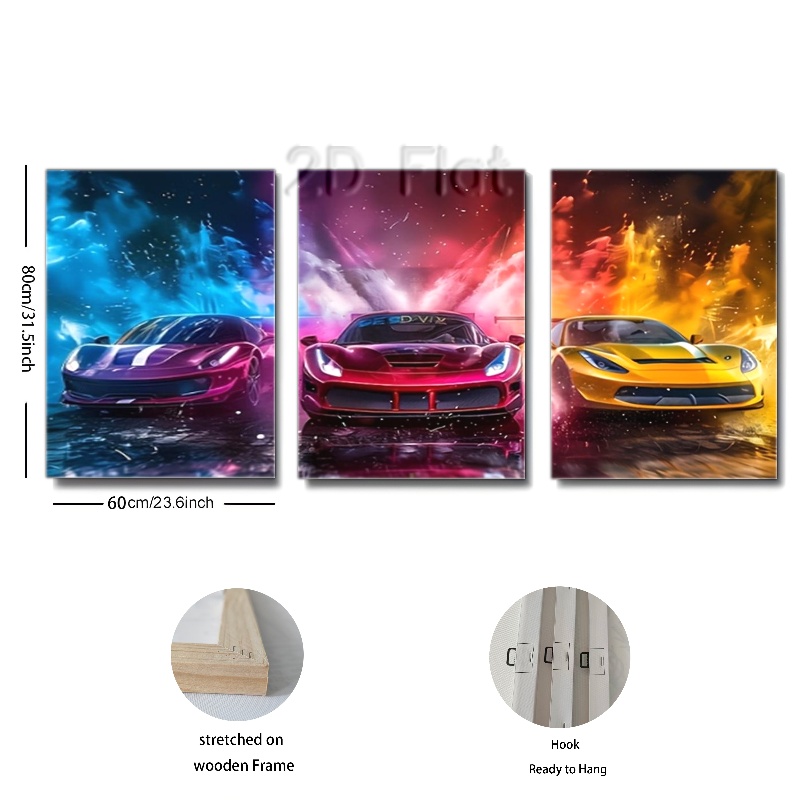 2D Flat
80cm/31.5inch
60cm/23.6inch
stretched on
wooden Frame
Hook
Ready to Hang